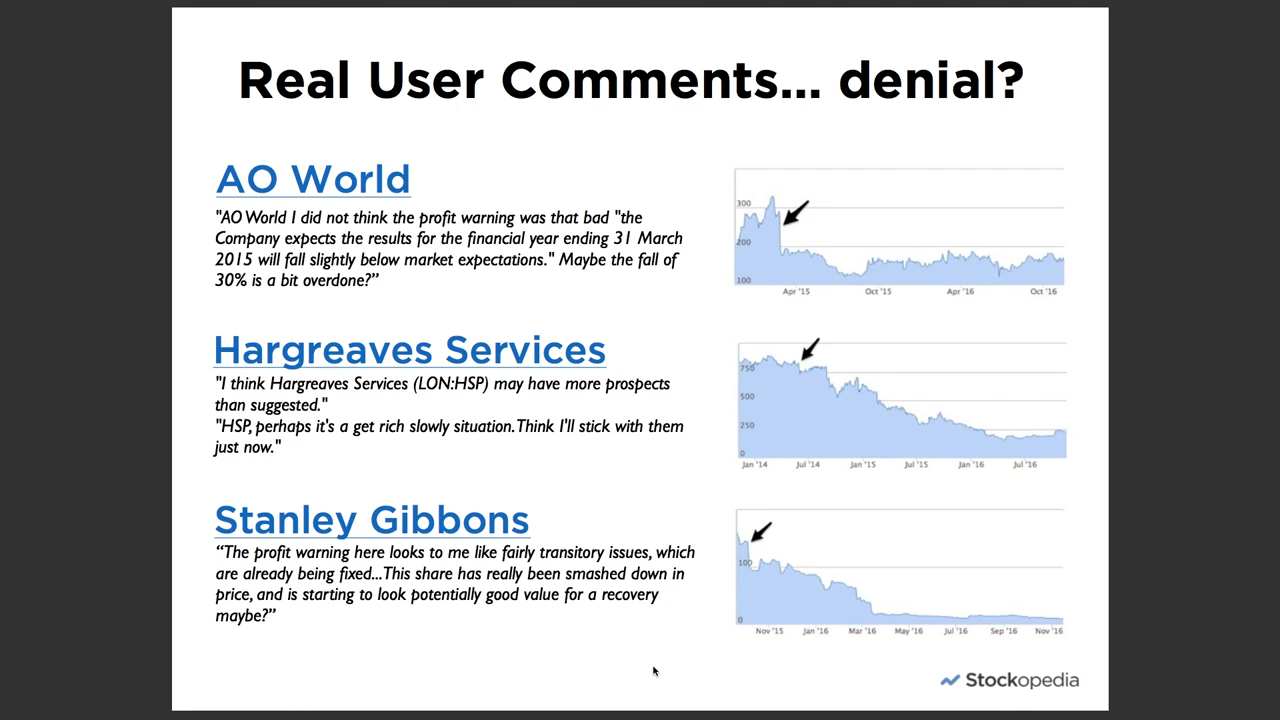 Real User Comments... denial?
AO World
"AO World I did not think the profit warning was that bad "the
Company expects the results for the financial year ending 31 March
2015 will fall slightly below market expectations." Maybe the fall of
30% is a bit overdone?”
300
200
100
Apr '15 Oct '15 Apr '16 Oct '16
Hargreaves Services
"I think Hargreaves Services (LON:HSP) may have more prospects
than suggested."
"HSP, perhaps it's a get rich slowly situation. Think I'll stick with them
just now."
750
500
250
0
Jan '14 Jul '14 Jan '15 Jul '15 Jan '16 Jul '16
Stanley Gibbons
“The profit warning here looks to me like fairly transitory issues, which
are already being fixed...This share has really been smashed down in
price, and is starting to look potentially good value for a recovery
maybe?”
100
0
Nov '15 Jan '16 Mar '16 May '16 Jul '16 Sep '16 Nov '16
Stockopedia